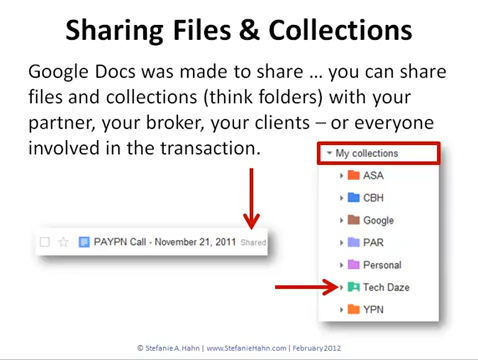 Sharing Files & Collections
Google Docs was made to share ... you can share
files and collections (think folders) with your
partner, your broker, your clients – or everyone
involved in the transaction.
My collections
ASA
CBH
Google
PAR
Personal
Tech Daze
YPN
PAYPN Call - November 21, 2011 Shared
© Stefanie A. Hahn | www.StefanieHahn.com | February2012